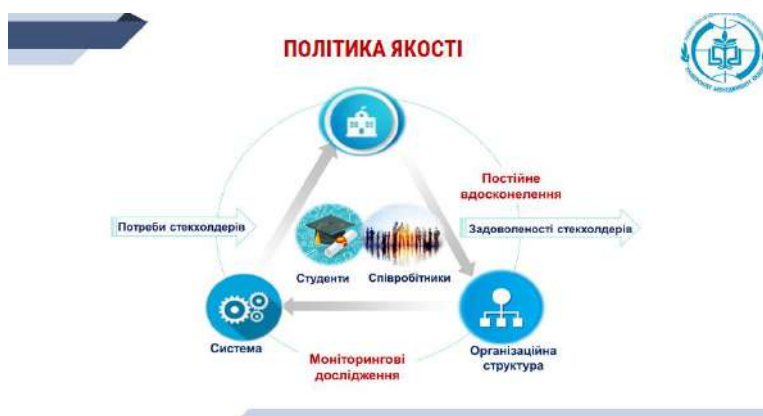 ПОЛІТИКА ЯКОСТІ
Постійне
вдосконелення
Потреби стекхолдерів
Задоволеності стекхолдерів
Студенти
Співробітники
Система
Організаційна
структура
Моніторингові
дослідження